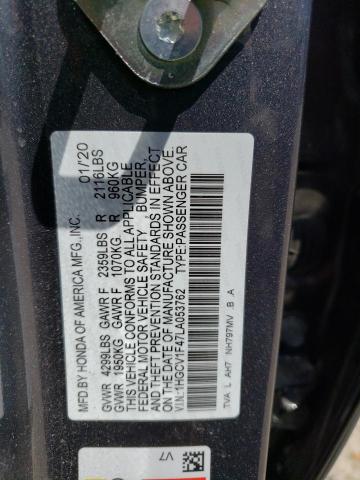 MFD.BY HONDA OF AMERICA MFG.,INC. 01/20
GVWR 4299LBS GAWR F 2359LBS R 2116LBS
GVWR 1950KG GAWR F 1070KG R 960KG
THIS VEHICLE CONFORMS TO ALL APPLICABLE
FEDERAL MOTOR VEHICLE SAFETY, BUMPER,
AND THEFT PREVENTION STANDARDS IN EFFECT
ON THE DATE OF MANUFACTURE SHOWN ABOVE.
V.I.N.:1HGCV1F47LA053762 TYPE:PASSENGER CAR
TVA L AH7 NH797MV B A
V7